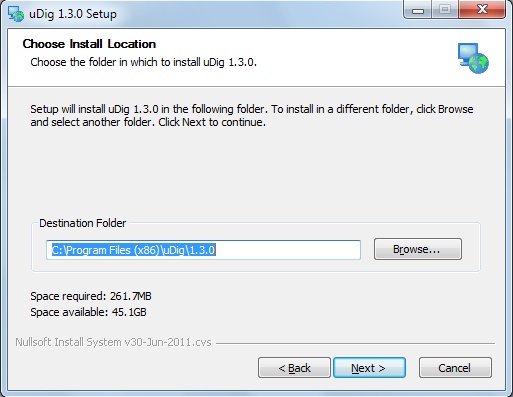 uDig 1.3.0 Setup
Choose Install Location
Choose the folder in which to install uDig 1.3.0.
Setup will install uDig 1.3.0 in the following folder. To install in a different folder, click Browse
and select another folder. Click Next to continue.
Destination Folder
C:\Program Files (x86)\uDig\1.3.0
Browse...
Space required: 261.7MB
Space available: 45.1GB
Nullsoft Install System v30-Jun-2011.cvs
< Back
Next >
Cancel